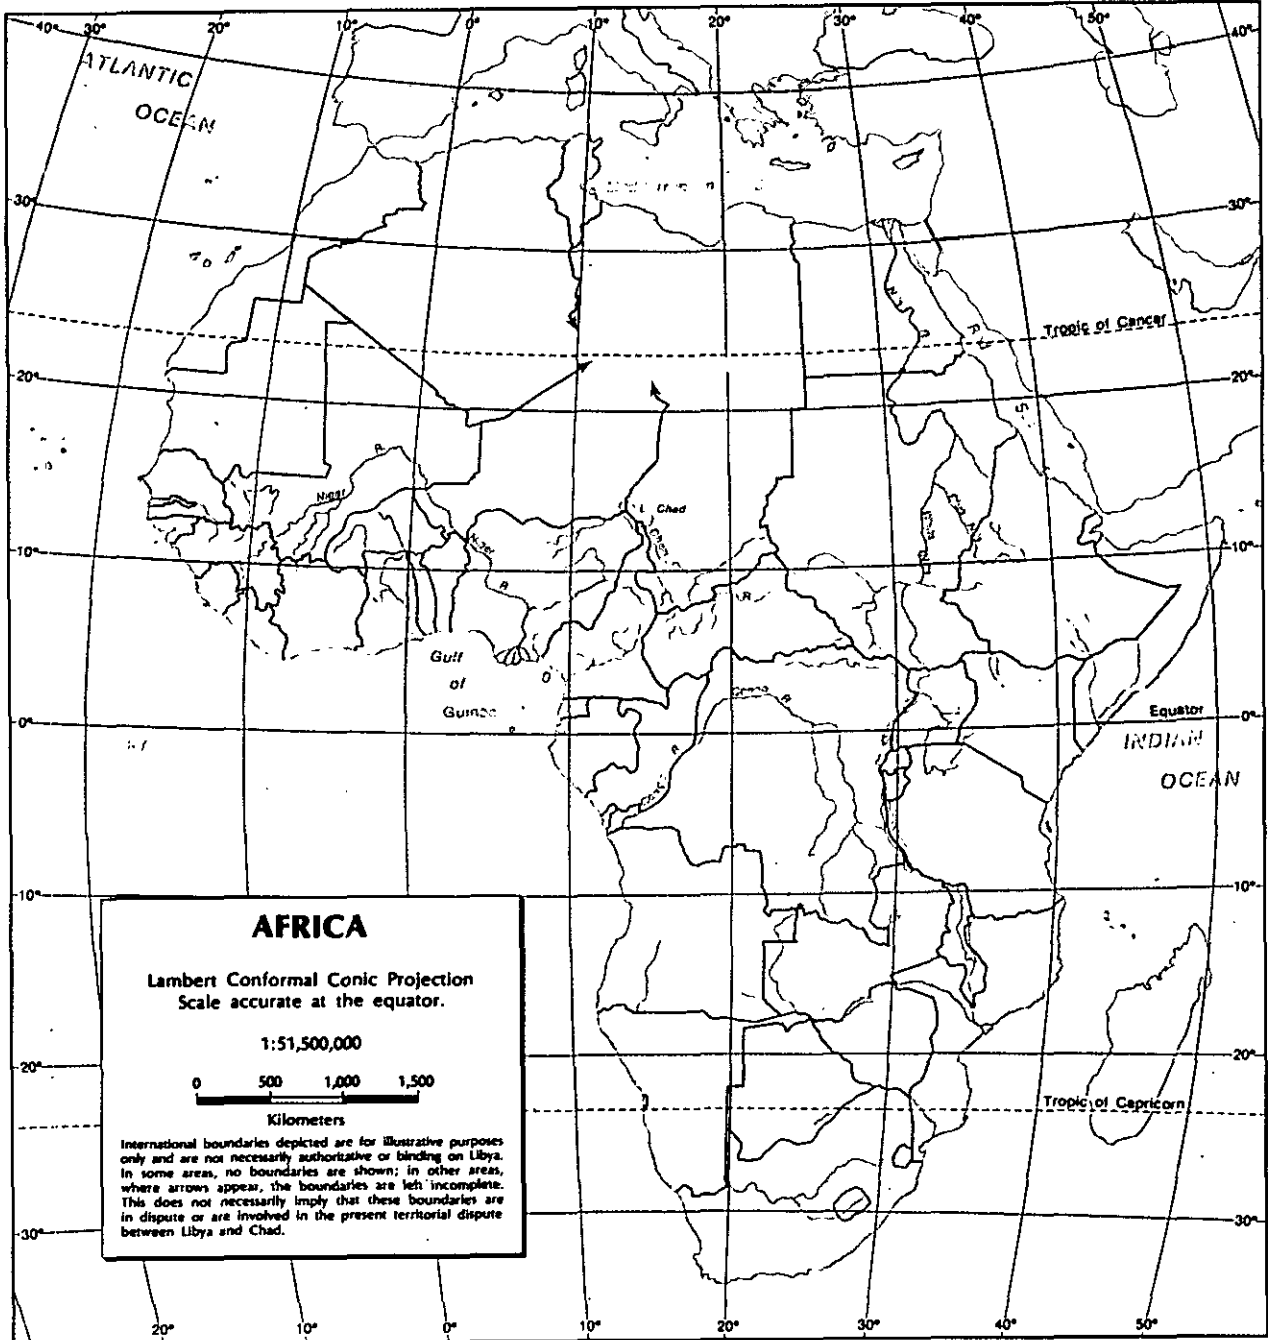 40° 30° 20° 10° 0° 10° 20° 30° 40° 50°
40°
ATLANTIC
OCEAN
30° 30°
Tropic of Cancer
N
R
R
S
20° 20°
R
Niger
L. Chad
Niger
R
R
10° 10°
Gulf
of
Guinea
Congo R
0° Equator 0°
INDIAN
OCEAN
R
Congo
10° 10°
AFRICA
Lambert Conformal Conic Projection
Scale accurate at the equator.
1:51,500,000
0 500 1,000 1,500
Kilometers
International boundaries depicted are for illustrative purposes
only and are not necessarily authoritative or binding on Libya.
In some areas, no boundaries are shown; in other areas,
where arrows appear, the boundaries are left incomplete.
This does not necessarily imply that these boundaries are
in dispute or are involved in the present territorial dispute
between Libya and Chad.
20° 20°
Tropic of Capricorn
30° 30°
20° 10° 0° 10° 20° 30° 40° 50°